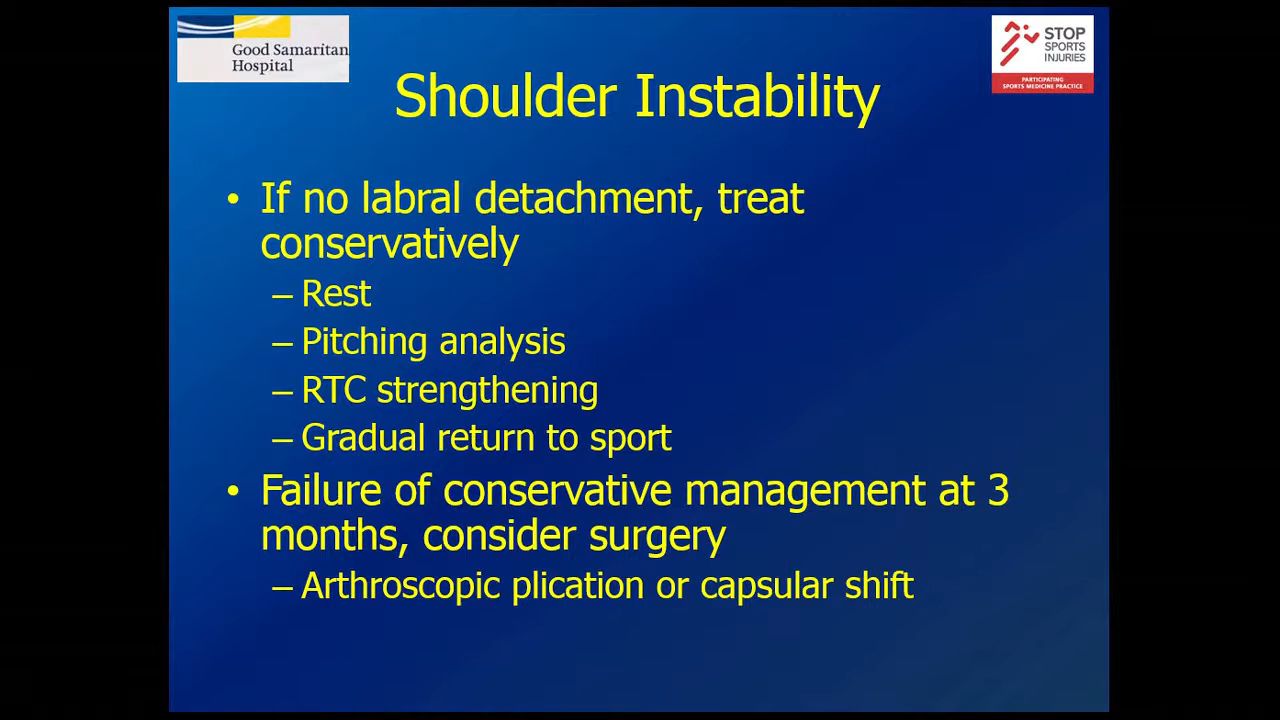 Good Samaritan
Hospital
STOP
SPORTS
INJURIES
PARTICIPATING
SPORTS MEDICINE PRACTICE
Shoulder Instability
• If no labral detachment, treat
conservatively
– Rest
– Pitching analysis
– RTC strengthening
– Gradual return to sport
• Failure of conservative management at 3
months, consider surgery
– Arthroscopic plication or capsular shift